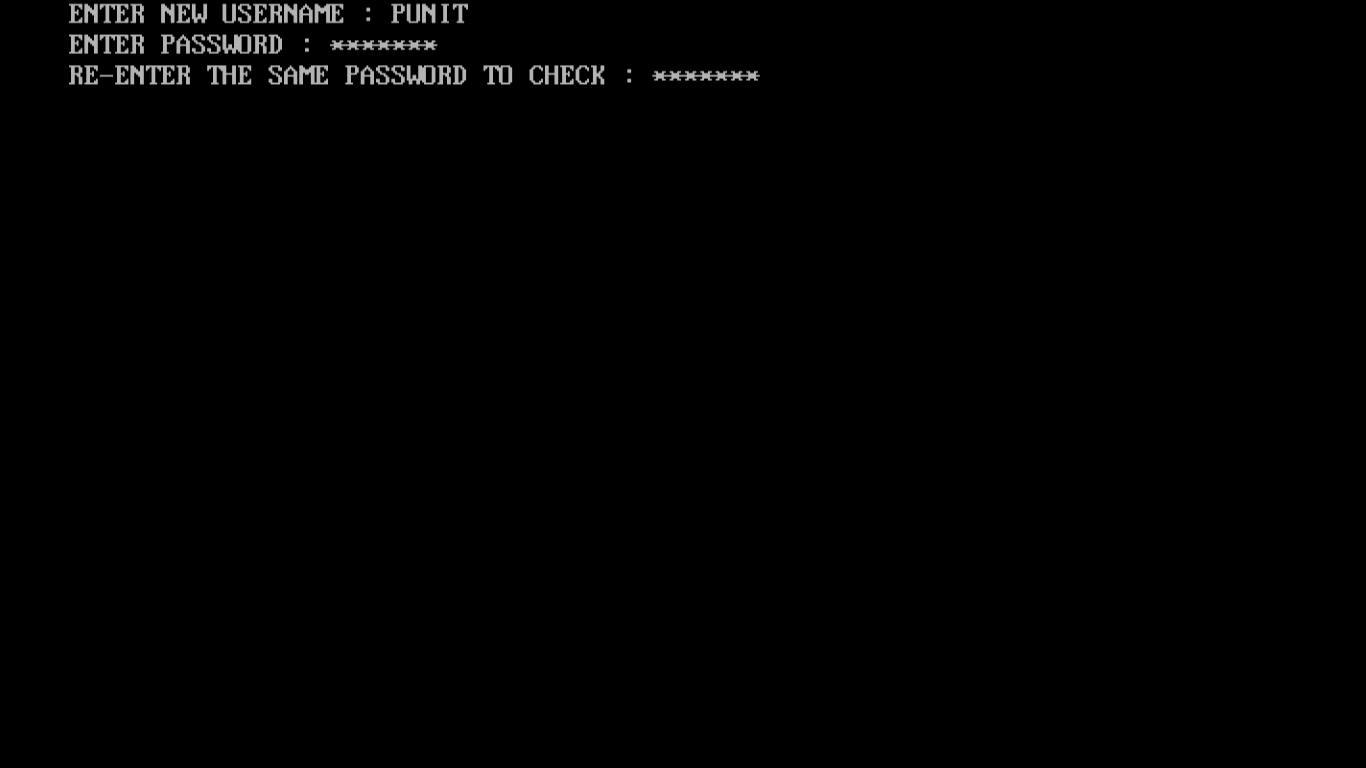 ENTER NEW USERNAME : PUNIT
ENTER PASSWORD : *******
RE-ENTER THE SAME PASSWORD TO CHECK : *******